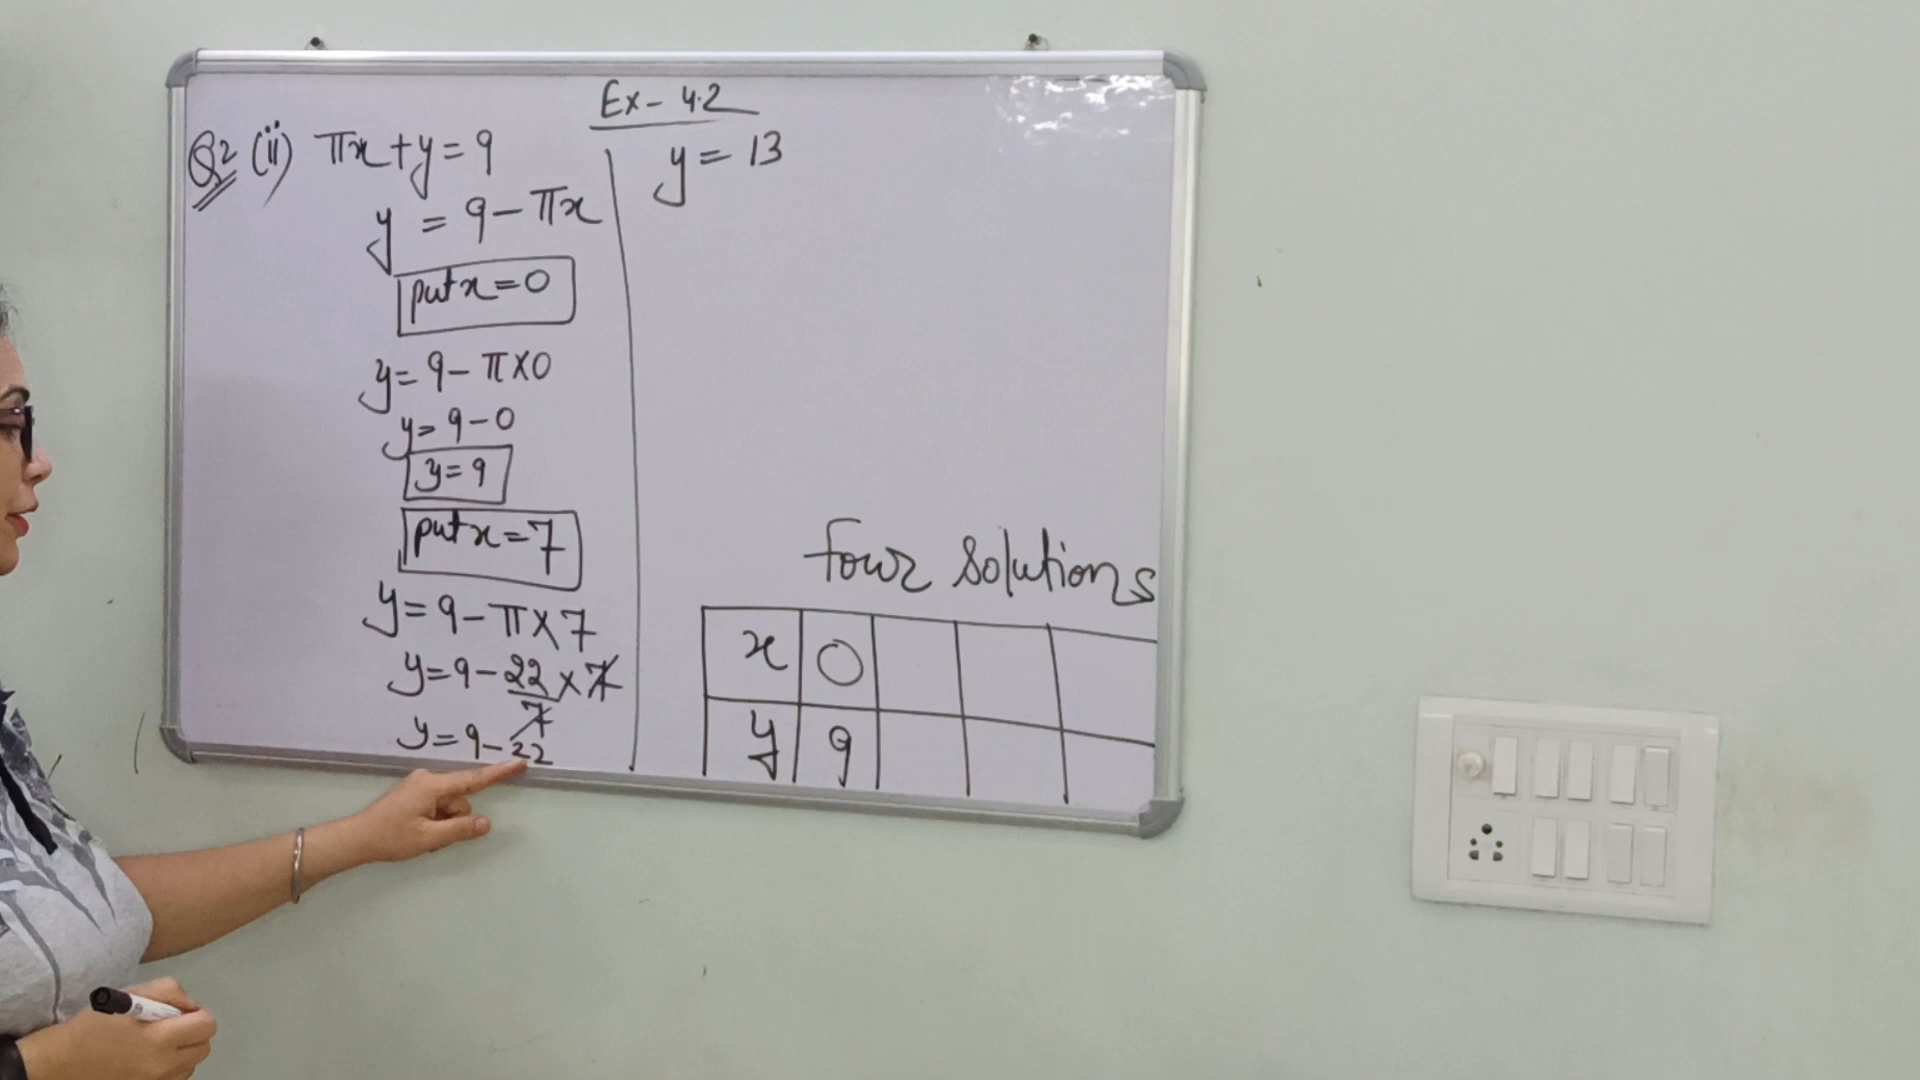 Ex - 4.2
Q2 (ii) πx + y = 9
y = 9 - πx
put x = 0
y = 9 - π × 0
y = 9 - 0
y = 9
put x = 7
y = 9 - π × 7
y = 9 - 22/7 × 7
y = 9 - 22
y = 13
four solutions
x 0
y 9